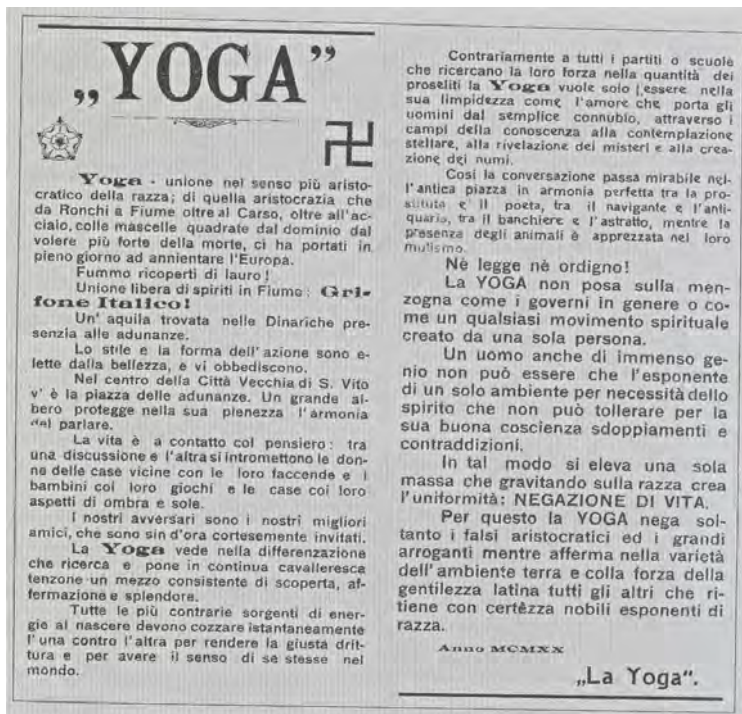 „YOGA”
Yoga - unione nel senso più aristo-
cratico della razza; di quella aristocrazia che
da Ronchi a Fiume oltre al Carso, oltre all'ac-
ciaio, colle mascelle quadrate dal dominio dal
volere più forte della morte, ci ha portati in
pieno giorno ad annientare l'Europa.
Fummo ricoperti di lauro!
Unione libera di spiriti in Fiume: Gri-
fone Italico!
Un' aquila trovata nelle Dinariche pre-
senzia alle adunanze.
Lo stile e la forma dell' azione sono e-
lette dalla bellezza, e vi obbediscono.
Nel centro della Città Vecchia di S. Vito
v' è la piazza delle adunanze. Un grande al-
bero protegge nella sua pienezza l'armonia
del parlare.
La vita è a contatto col pensiero: tra
una discussione e l'altra si intromettono le don-
ne delle case vicine con le loro faccende e i
bambini coi loro giochi e le case coi loro
aspetti di ombra e sole.
I nostri avversari sono i nostri migliori
amici, che sono sin d'ora cortesemente invitati.
La Yoga vede nella differenzazione
che ricerca e pone in continua cavalleresca
tenzone un mezzo consistente di scoperta, af-
fermazione e splendore.
Tutte le più contrarie sorgenti di ener-
gie al nascere devono cozzare istantaneamente
l' una contro l'altra per rendere la giusta drit-
tura e per avere il senso di se stesse nel
mondo.
Contrariamente a tutti i partiti o scuole
che ricercano la loro forza nella quantità dei
proseliti la Yoga vuole solo l'essere nella
sua limpidezza come l'amore che porta gli
uomini dal semplice connubio, attraverso i
campi della conoscenza alla contemplazione
stellare, alla rivelazione dei misteri e alla crea-
zione dei numi.
Così la conversazione passa mirabile nel-
l'antica piazza in armonia perfetta tra la pro-
stituta e il poeta, tra il navigante e l'anti-
quario, tra il banchiere e l'astratto, mentre la
presenza degli animali è apprezzata nel loro
mutismo.
Nè legge nè ordigno!
La YOGA non posa sulla men-
zogna come i governi in genere o co-
me un qualsiasi movimento spirituale
creato da una sola persona.
Un uomo anche di immenso ge-
nio non può essere che l'esponente
di un solo ambiente per necessità dello
spirito che non può tollerare per la
sua buona coscienza sdoppiamenti e
contraddizioni.
In tal modo si eleva una sola
massa che gravitando sulla razza crea
l'uniformità: NEGAZIONE DI VITA.
Per questo la YOGA nega sol-
tanto i falsi aristocratici ed i grandi
arroganti mentre afferma nella varietà
dell'ambiente terra e colla forza della
gentilezza latina tutti gli altri che ri-
tiene con certèzza nobili esponenti di
razza.
Anno MCMXX
„La Yoga”.